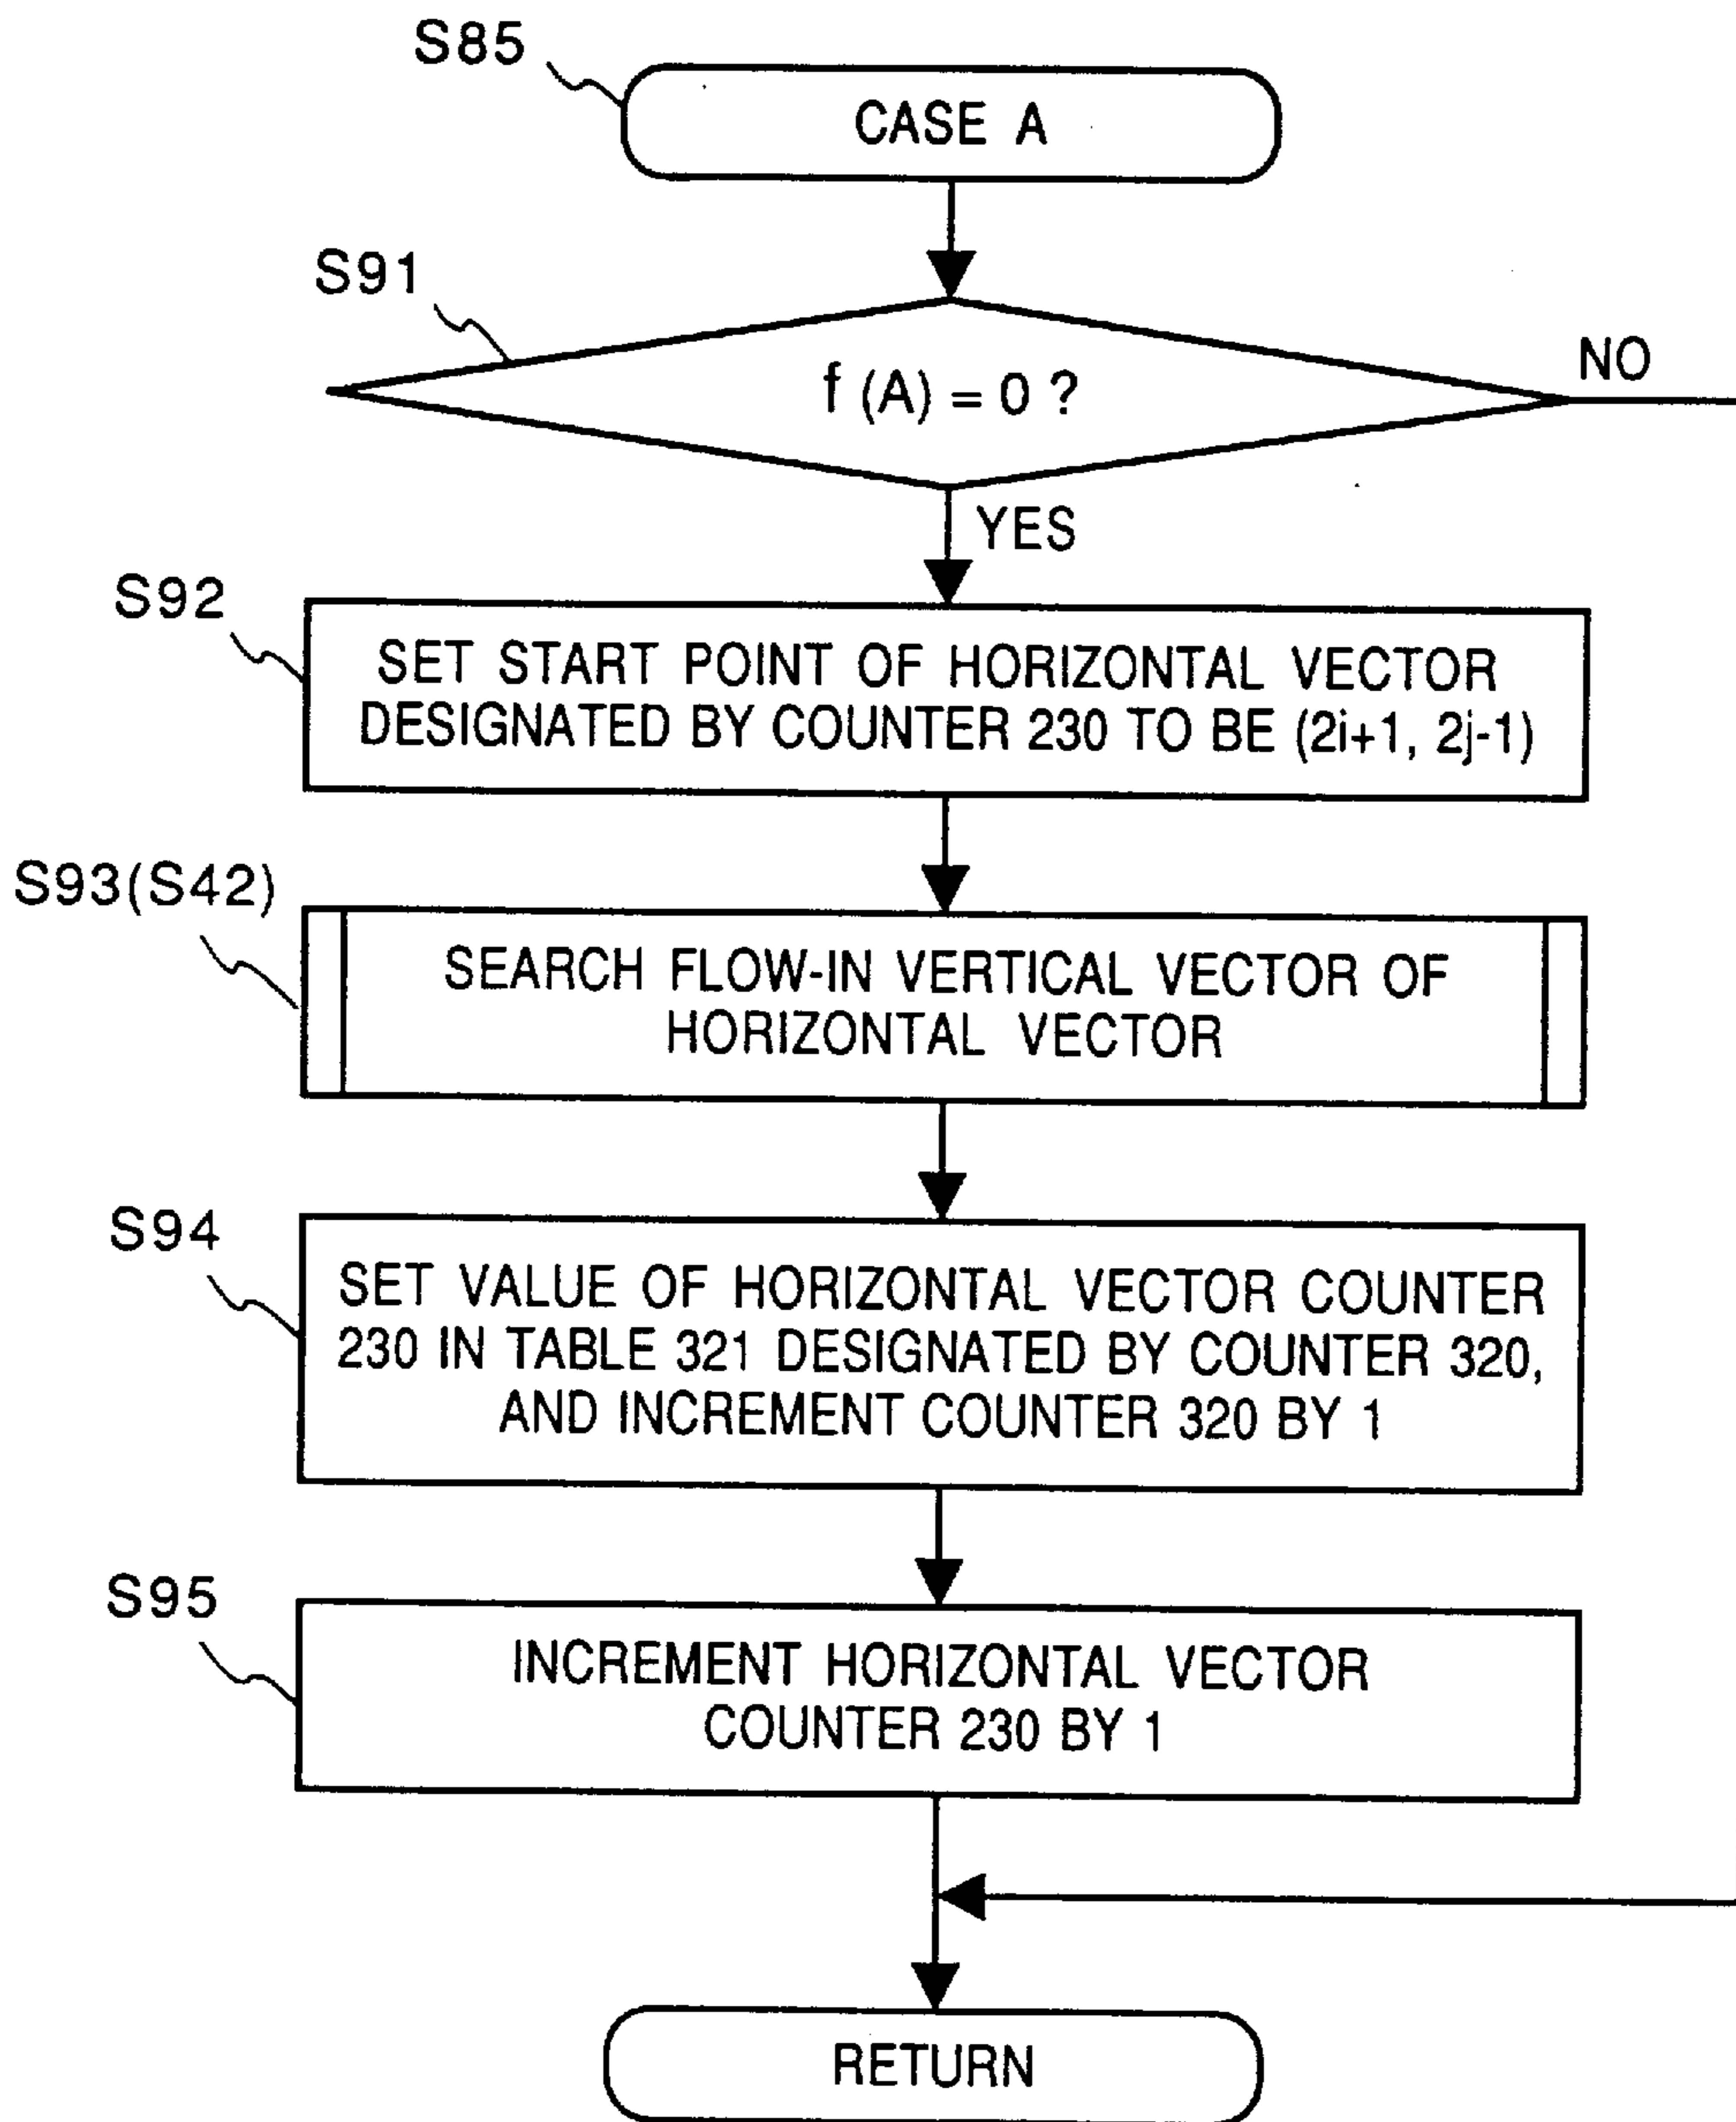 S85
CASE A
S91
f (A) = 0 ?
NO
YES
S92
SET START POINT OF HORIZONTAL VECTOR
DESIGNATED BY COUNTER 230 TO BE (2i+1, 2j-1)
S93(S42)
SEARCH FLOW-IN VERTICAL VECTOR OF
HORIZONTAL VECTOR
S94
SET VALUE OF HORIZONTAL VECTOR COUNTER
230 IN TABLE 321 DESIGNATED BY COUNTER 320,
AND INCREMENT COUNTER 320 BY 1
S95
INCREMENT HORIZONTAL VECTOR
COUNTER 230 BY 1
RETURN